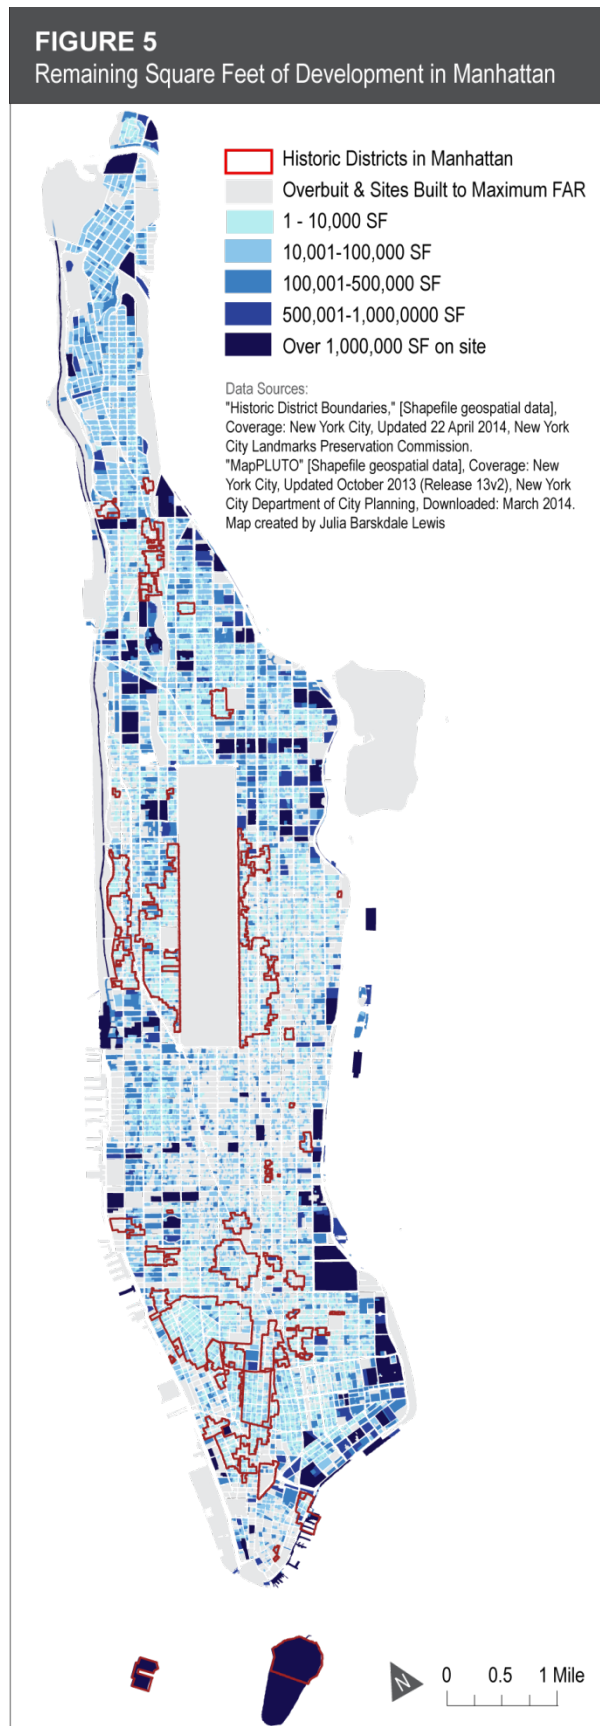 FIGURE 5
Remaining Square Feet of Development in Manhattan
Historic Districts in Manhattan
Overbuit & Sites Built to Maximum FAR
1 - 10,000 SF
10,001-100,000 SF
100,001-500,000 SF
500,001-1,000,0000 SF
Over 1,000,000 SF on site
Data Sources:
"Historic District Boundaries," [Shapefile geospatial data],
Coverage: New York City, Updated 22 April 2014, New York
City Landmarks Preservation Commission.
"MapPLUTO" [Shapefile geospatial data], Coverage: New
York City, Updated October 2013 (Release 13v2), New York
City Department of City Planning, Downloaded: March 2014.
Map created by Julia Barskdale Lewis
N
0 0.5 1 Mile